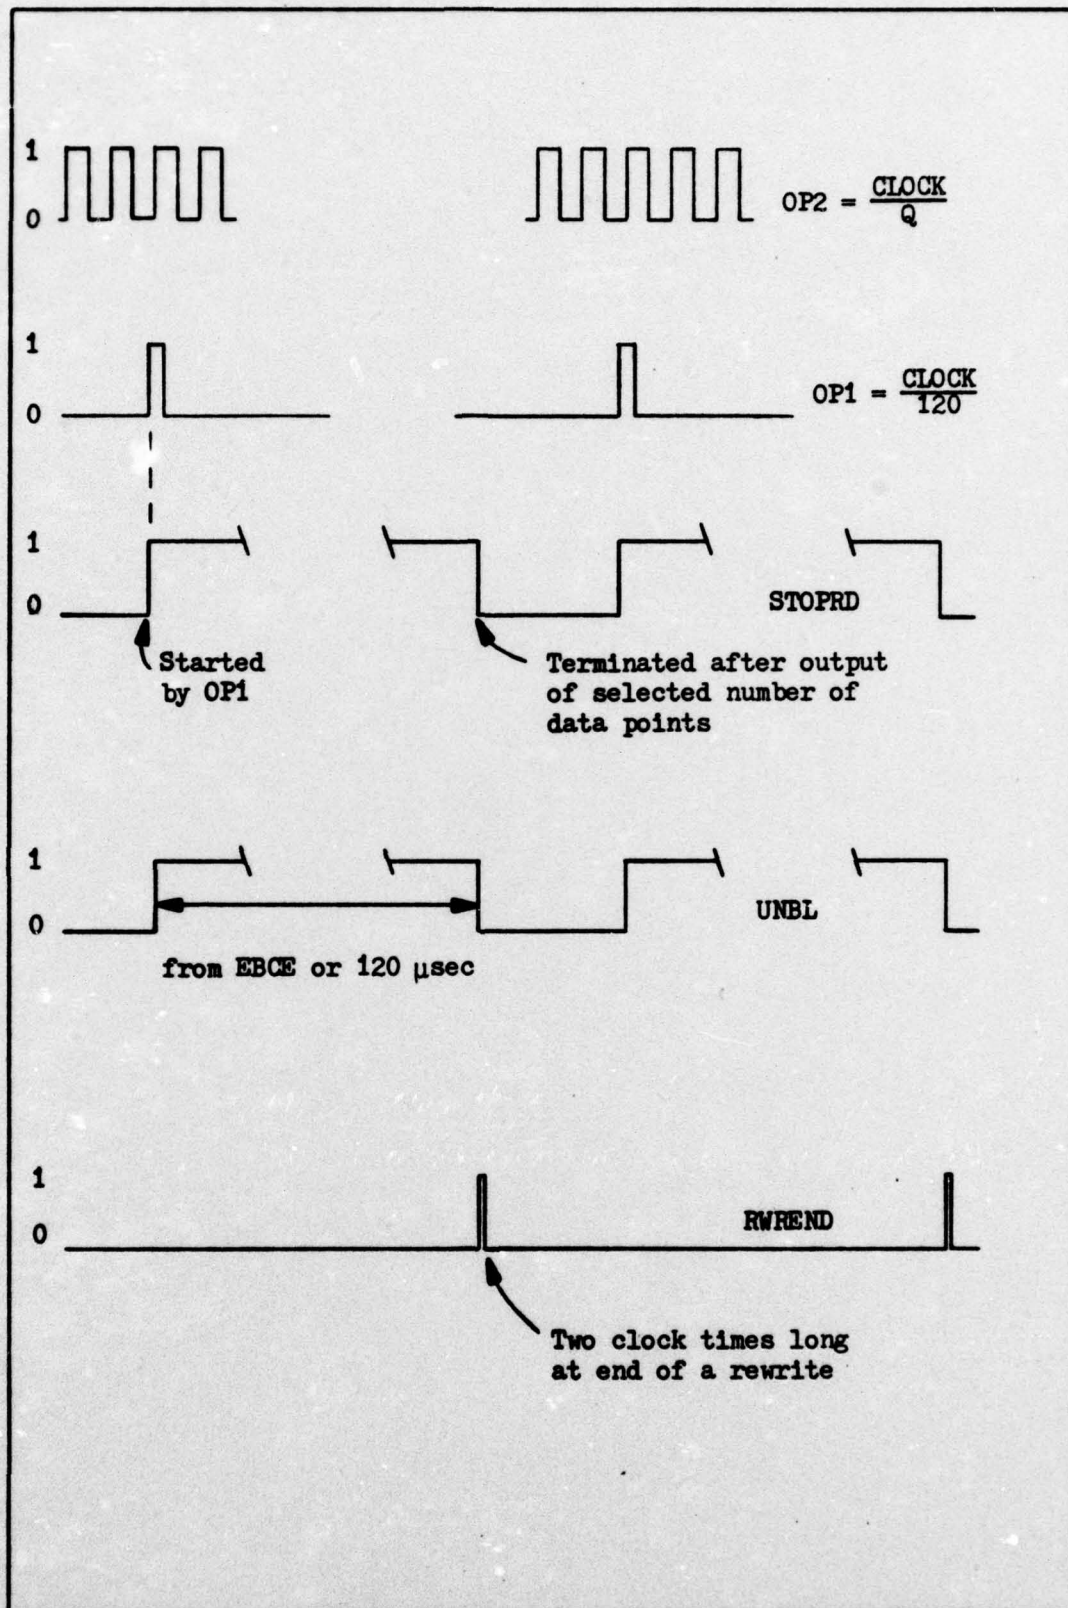 1
0
OP2 = CLOCK
Q
1
0
OP1 = CLOCK
120
1
0
STOPRD
Started
by OP1
Terminated after output
of selected number of
data points
1
0
UNBL
from EBCE or 120 μsec
1
0
RWREND
Two clock times long
at end of a rewrite